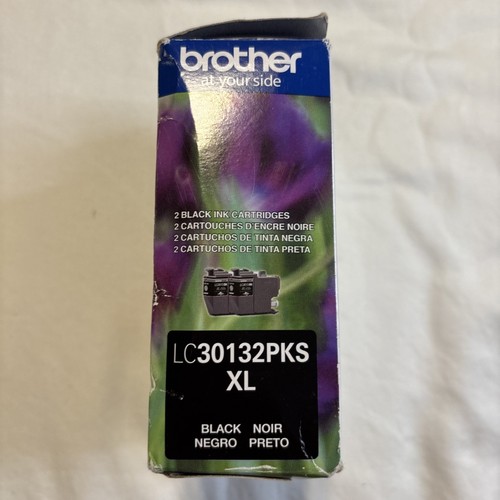 brother
at your side
2 BLACK INK CARTRIDGES
2 CARTOUCHES D'ENCRE NOIRE
2 CARTUCHOS DE TINTA NEGRA
2 CARTUCHOS DE TINTA PRETA
LC30132PKS
XL
BLACK NOIR
NEGRO PRETO